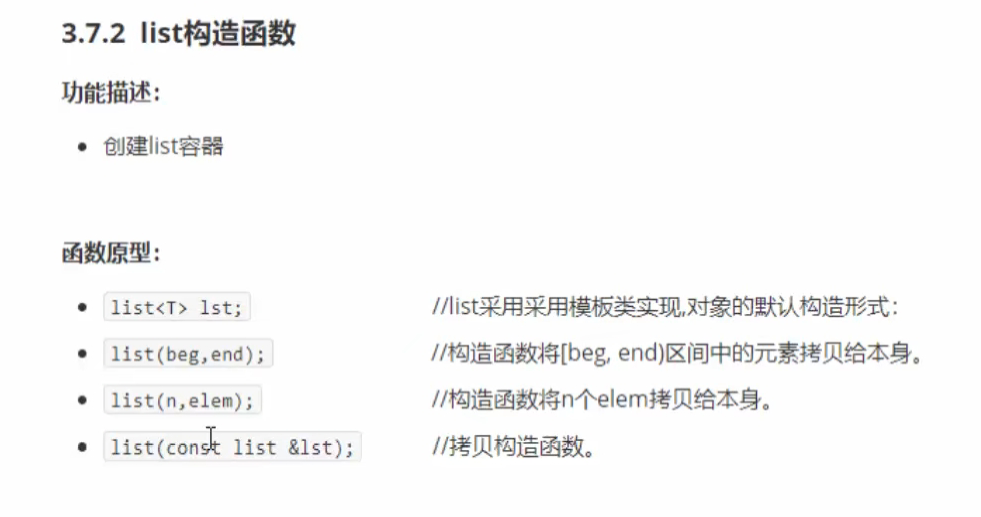 3.7.2 list构造函数
功能描述：
• 创建list容器
函数原型：
• list<T> lst; //list采用采用模板类实现,对象的默认构造形式：
• list(beg,end); //构造函数将[beg, end)区间中的元素拷贝给本身。
• list(n,elem); //构造函数将n个elem拷贝给本身。
• list(const list &lst); //拷贝构造函数。